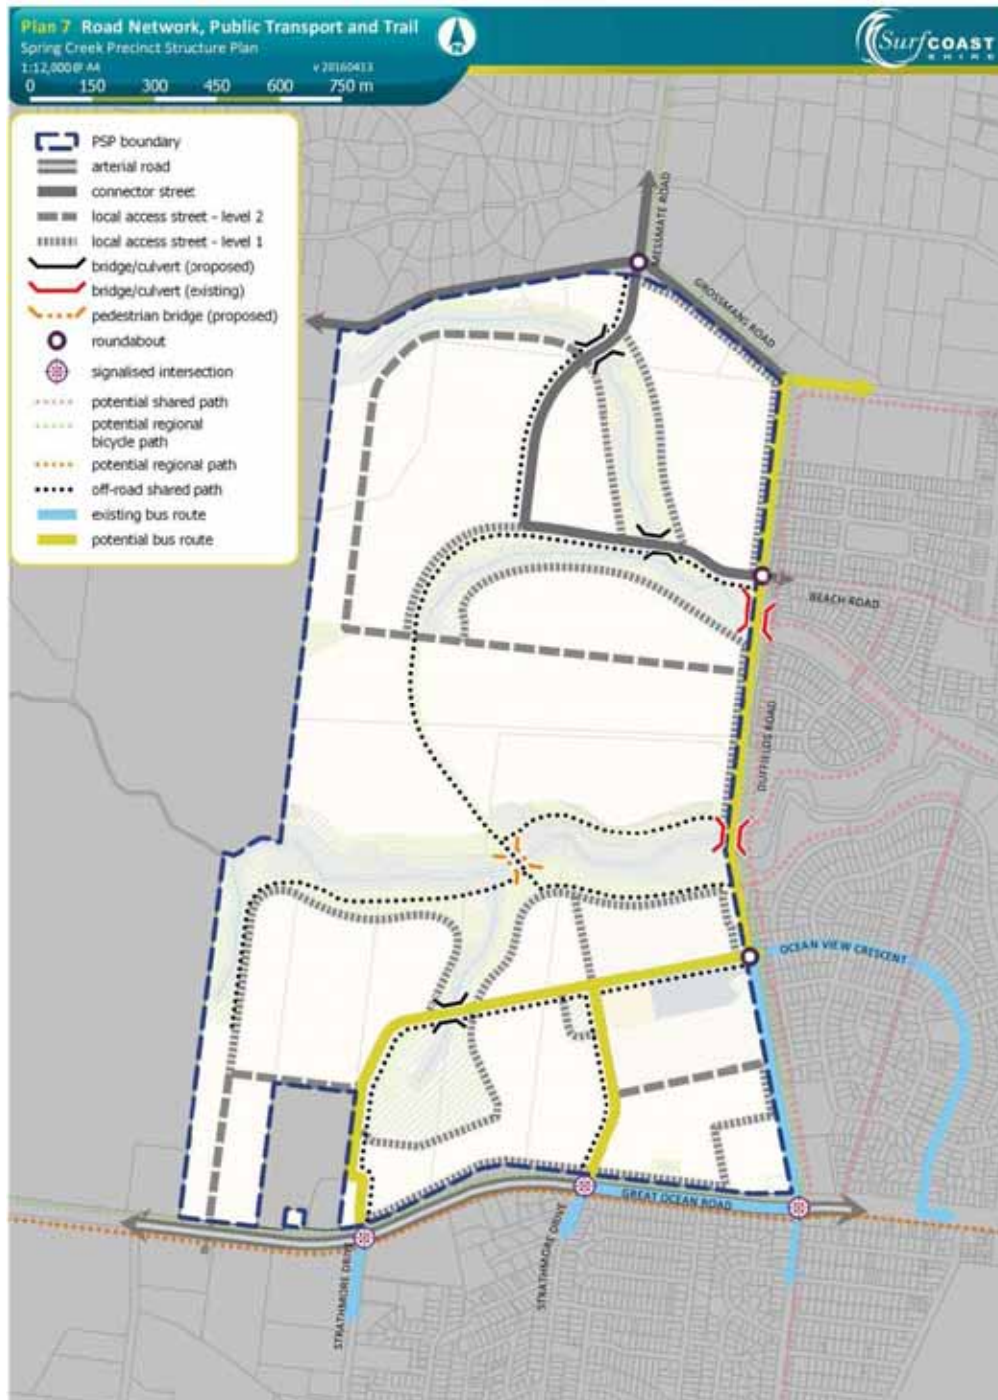 Plan 7 Road Network, Public Transport and Trail
Spring Creek Precinct Structure Plan
1:12,000@ A4
v 20160413
0 150 300 450 600 750 m
SurfCOAST
SHIRE
N
PSP boundary
arterial road
connector street
local access street - level 2
local access street - level 1
bridge/culvert (proposed)
bridge/culvert (existing)
pedestrian bridge (proposed)
roundabout
signalised intersection
potential shared path
potential regional
bicycle path
potential regional path
off-road shared path
existing bus route
potential bus route
MESSMATE ROAD
GROSSMANS ROAD
BEACH ROAD
DUFFIELDS ROAD
OCEAN VIEW CRESCENT
GREAT OCEAN ROAD
STRATHMORE DRIVE
STRATHMORE DRIVE